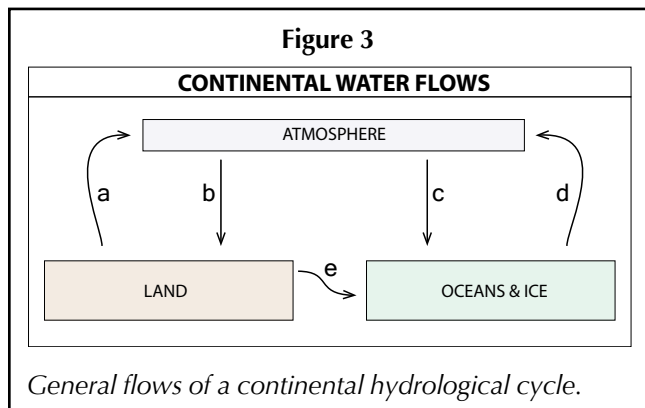 Figure 3
CONTINENTAL WATER FLOWS
ATMOSPHERE
a
b
c
d
LAND
e
OCEANS & ICE
General flows of a continental hydrological cycle.